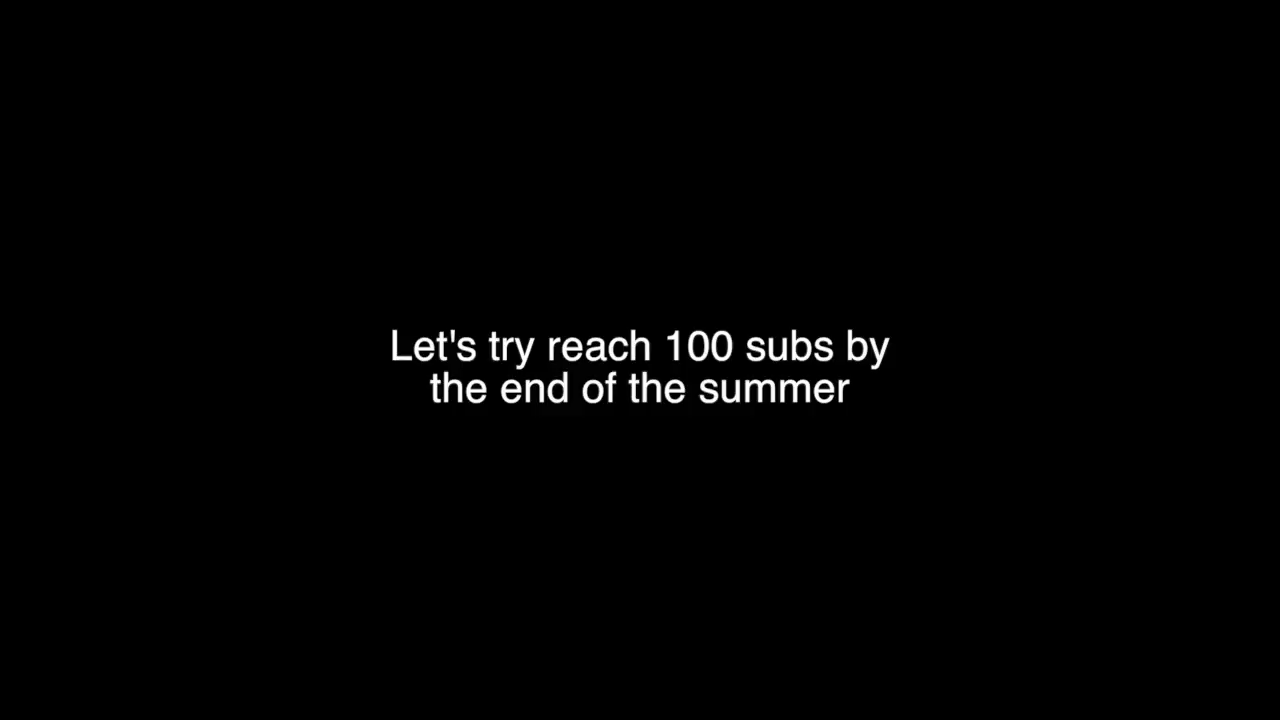 Let's try reach 100 subs by
the end of the summer